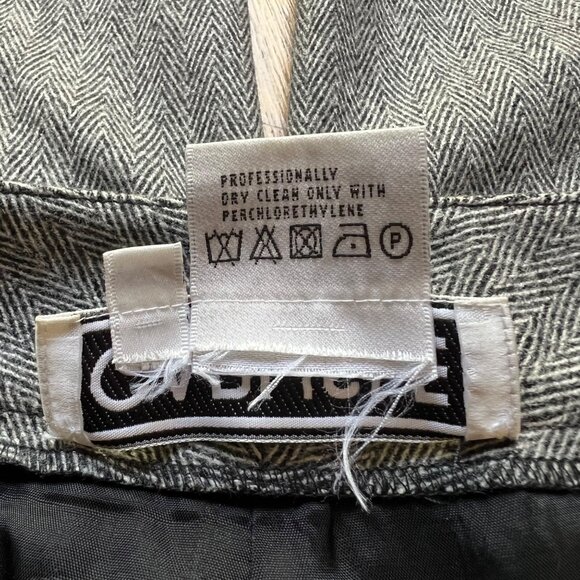 PROFESSIONALLY
DRY CLEAN ONLY WITH
PERCHLORETHYLENE
P